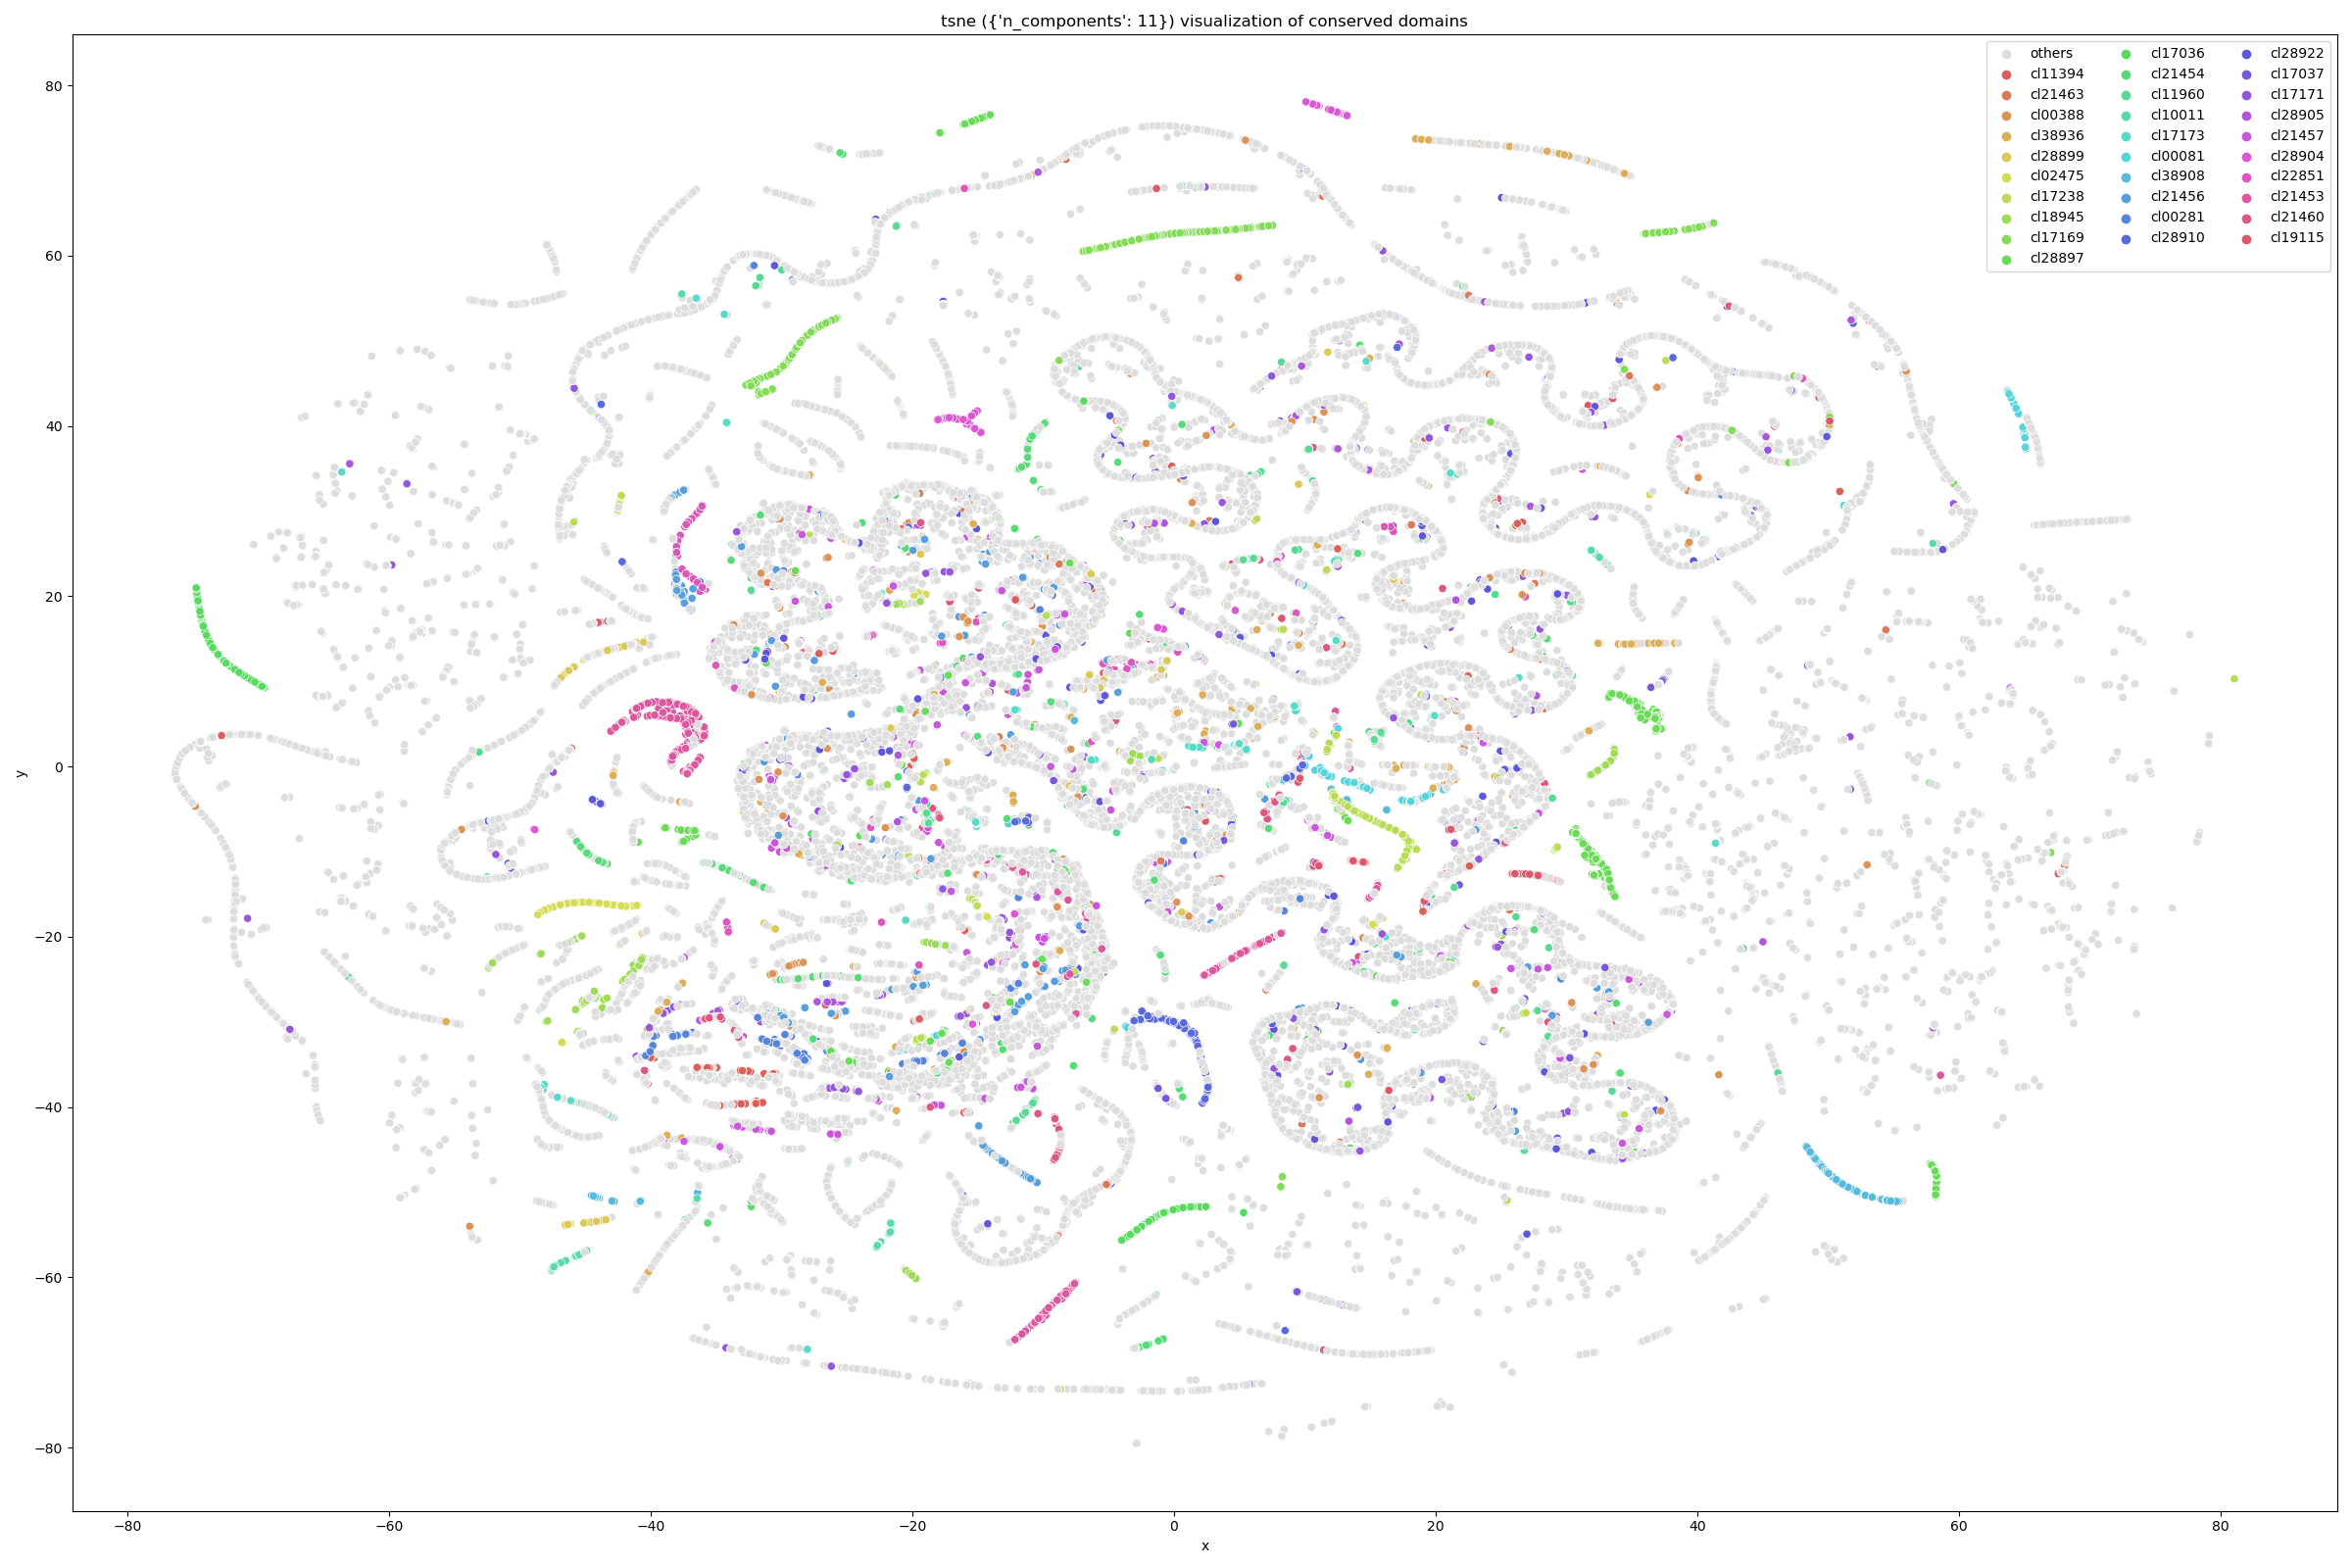 tsne ({'n_components': 11}) visualization of conserved domains
others cl17036 cl28922
cl11394 cl21454 cl17037
cl21463 cl11960 cl17171
cl00388 cl10011 cl28905
cl38936 cl17173 cl21457
cl28899 cl00081 cl28904
cl02475 cl38908 cl22851
cl17238 cl21456 cl21453
cl18945 cl00281 cl21460
cl17169 cl28910 cl19115
cl28897
80
60
40
20
0
−20
−40
−60
−80
y
−80 −60 −40 −20 0 20 40 60 80
x